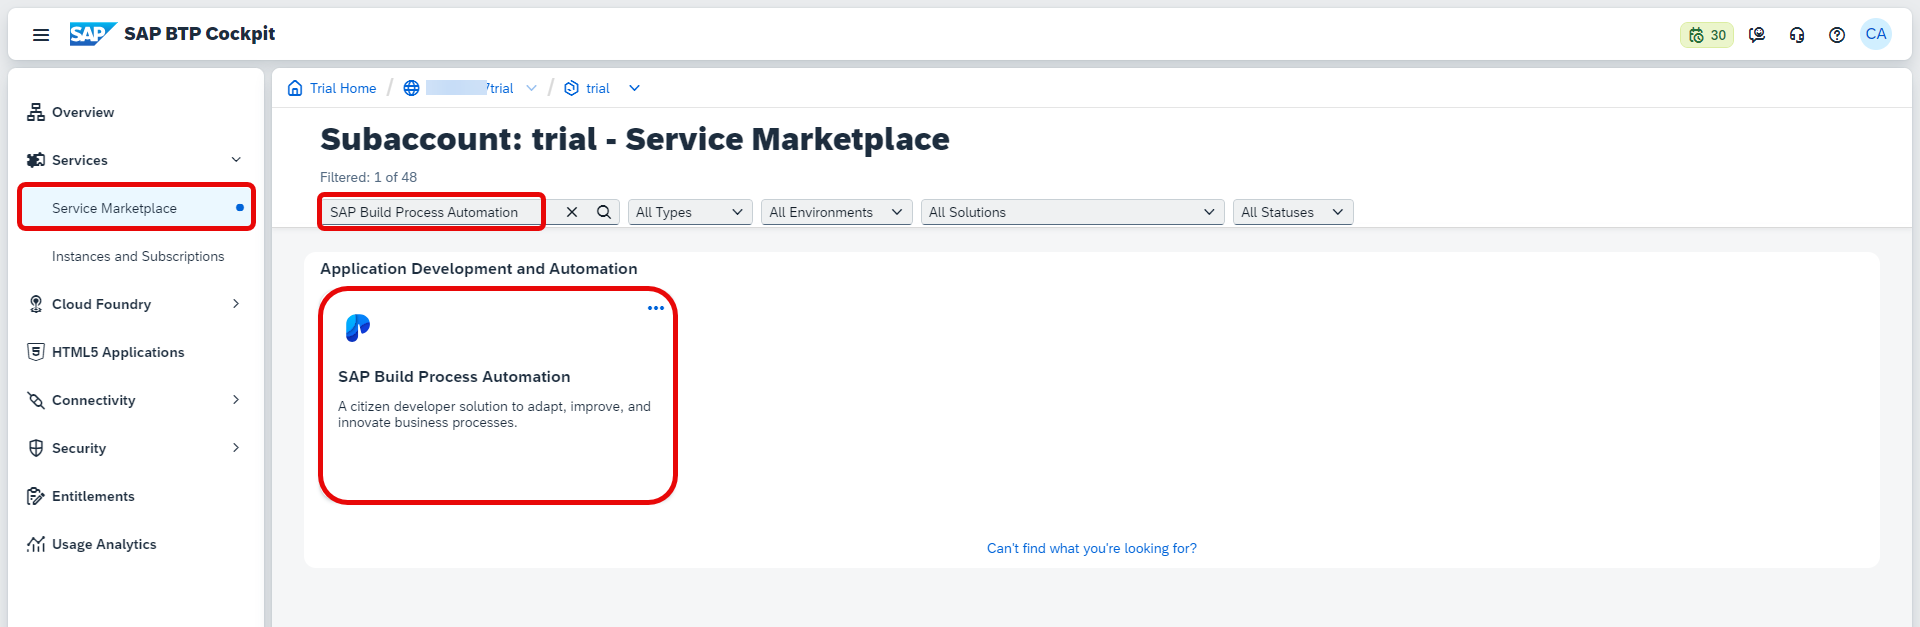 SAP SAP BTP Cockpit
30
CA
Overview
Services
Service Marketplace
Instances and Subscriptions
Cloud Foundry
HTML5 Applications
Connectivity
Security
Entitlements
Usage Analytics
Trial Home / 7trial / trial
Subaccount: trial - Service Marketplace
Filtered: 1 of 48
SAP Build Process Automation
All Types
All Environments
All Solutions
All Statuses
Application Development and Automation
SAP Build Process Automation
A citizen developer solution to adapt, improve, and
innovate business processes.
Can't find what you're looking for?